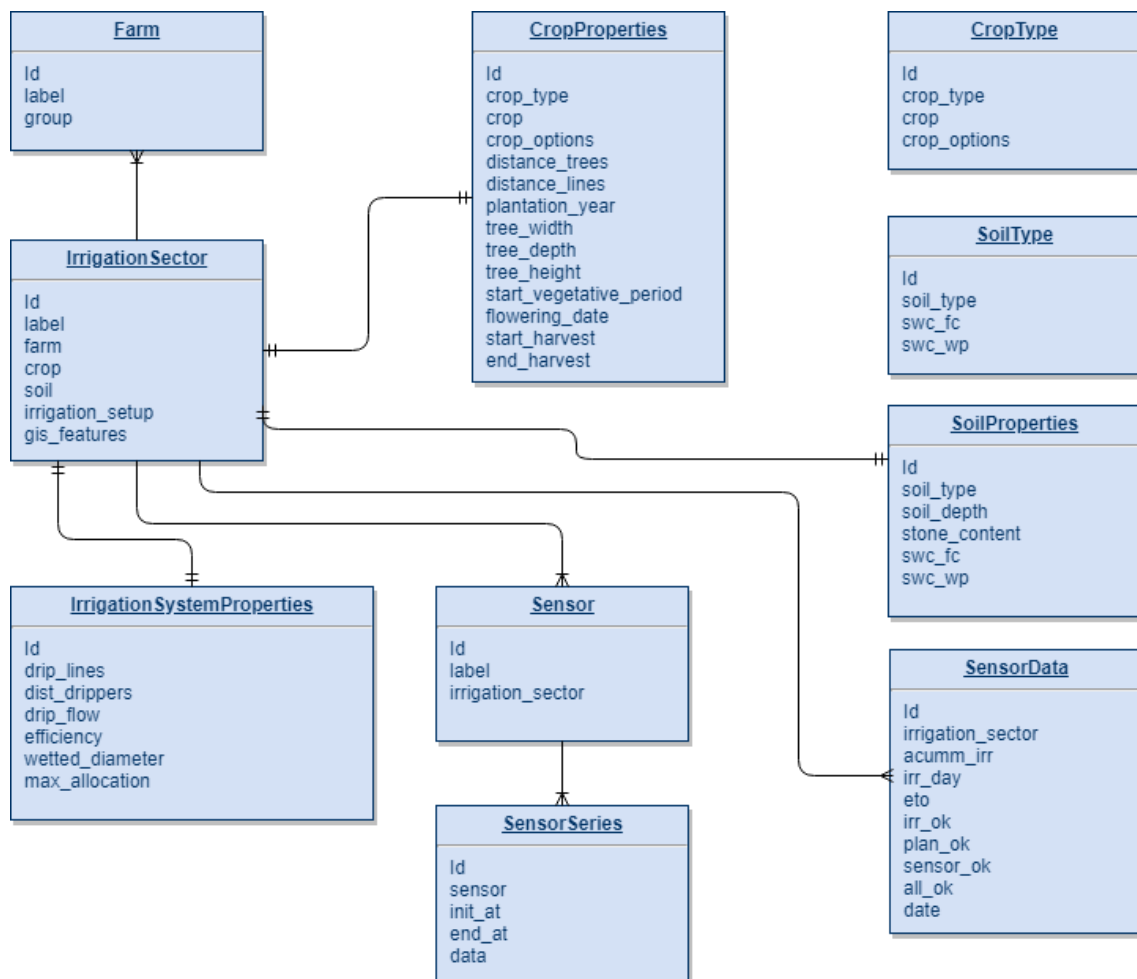 Farm
Id
label
group
CropProperties
Id
crop_type
crop
crop_options
distance_trees
distance_lines
plantation_year
tree_width
tree_depth
tree_height
start_vegetative_period
flowering_date
start_harvest
end_harvest
CropType
Id
crop_type
crop
crop_options
SoilType
Id
soil_type
swc_fc
swc_wp
IrrigationSector
Id
label
farm
crop
soil
irrigation_setup
gis_features
SoilProperties
Id
soil_type
soil_depth
stone_content
swc_fc
swc_wp
IrrigationSystemProperties
Id
drip_lines
dist_drippers
drip_flow
efficiency
wetted_diameter
max_allocation
Sensor
Id
label
irrigation_sector
SensorData
Id
irrigation_sector
acumm_irr
irr_day
eto
irr_ok
plan_ok
sensor_ok
all_ok
date
SensorSeries
Id
sensor
init_at
end_at
data